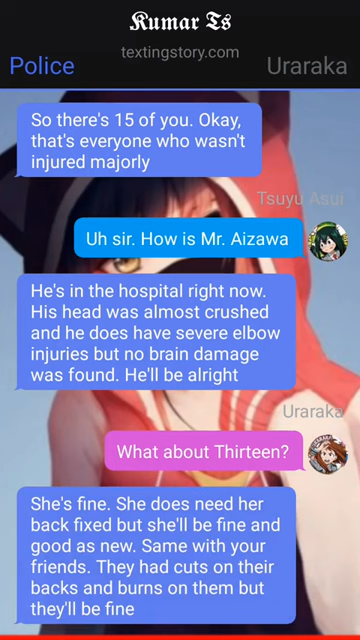 Kumar Ts
textingstory.com
Police
Uraraka
So there's 15 of you. Okay,
that's everyone who wasn't
injured majorly
Tsuyu Asui
Uh sir. How is Mr. Aizawa
He's in the hospital right now.
His head was almost crushed
and he does have severe elbow
injuries but no brain damage
was found. He'll be alright
Uraraka
What about Thirteen?
She's fine. She does need her
back fixed but she'll be fine and
good as new. Same with your
friends. They had cuts on their
backs and burns on them but
they'll be fine